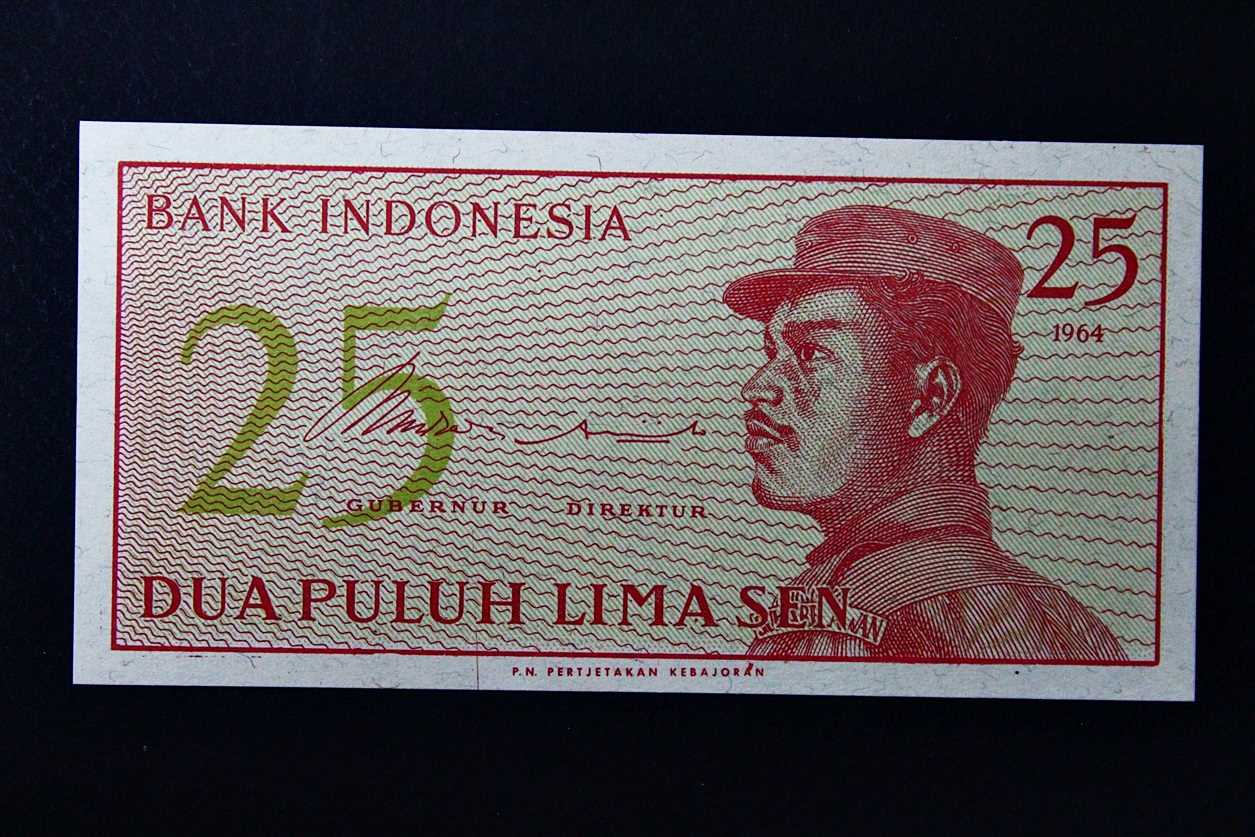 BANK INDONESIA
25
1964
25
GUBERNUR DIREKTUR
DUA PULUH LIMA SEN
P.N. PERTJETAKAN KEBAJORAN